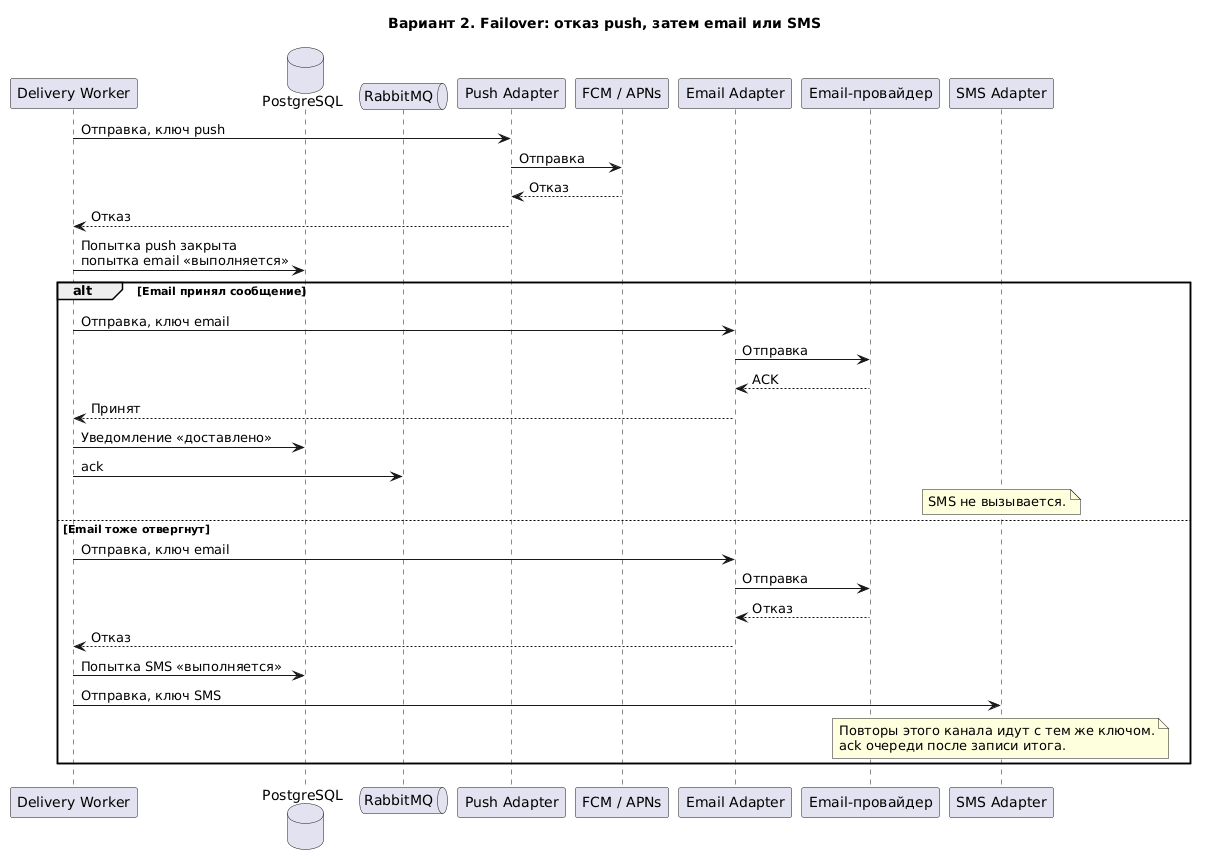 Вариант 2. Failover: отказ push, затем email или SMS
Delivery Worker
PostgreSQL
RabbitMQ
Push Adapter
FCM / APNs
Email Adapter
Email-провайдер
SMS Adapter
Отправка, ключ push
Отправка
Отказ
Отказ
Попытка push закрыта
попытка email «выполняется»
alt
[Email принял сообщение]
Отправка, ключ email
Отправка
ACK
Принят
Уведомление «доставлено»
ack
SMS не вызывается.
[Email тоже отвергнут]
Отправка, ключ email
Отправка
Отказ
Отказ
Попытка SMS «выполняется»
Отправка, ключ SMS
Повторы этого канала идут с тем же ключом.
ack очереди после записи итога.
Delivery Worker
PostgreSQL
RabbitMQ
Push Adapter
FCM / APNs
Email Adapter
Email-провайдер
SMS Adapter